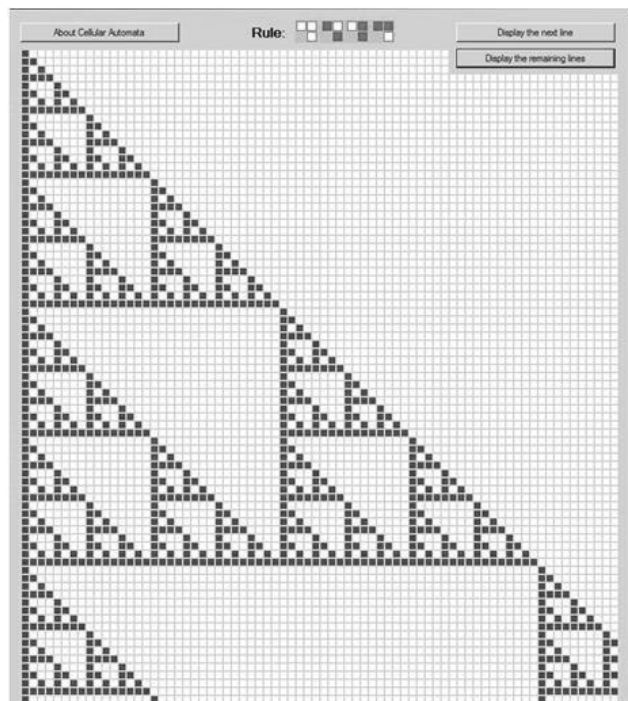 About Cellular Automata
Rule:
Display the next line
Display the remaining lines